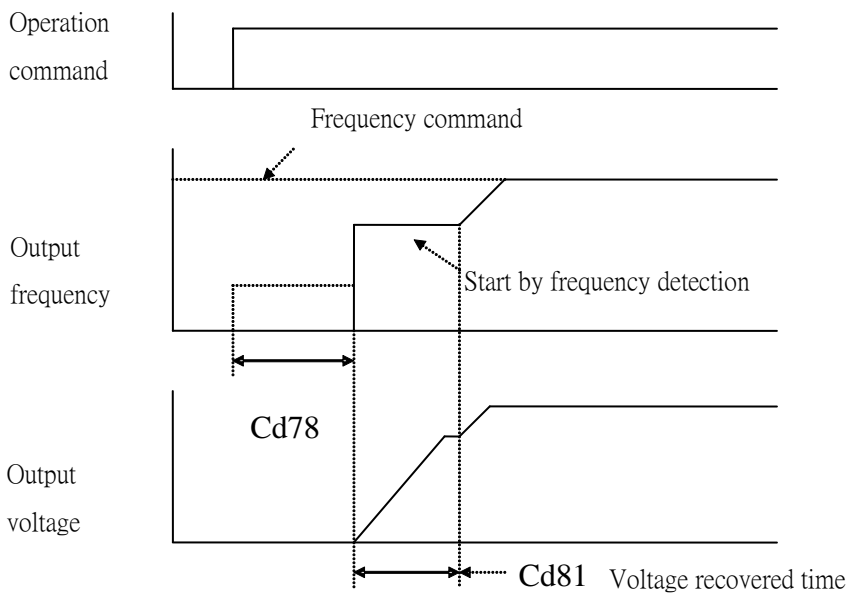 Operation
command
Frequency command
Output
frequency
Start by frequency detection
Cd78
Output
voltage
Cd81 Voltage recovered time